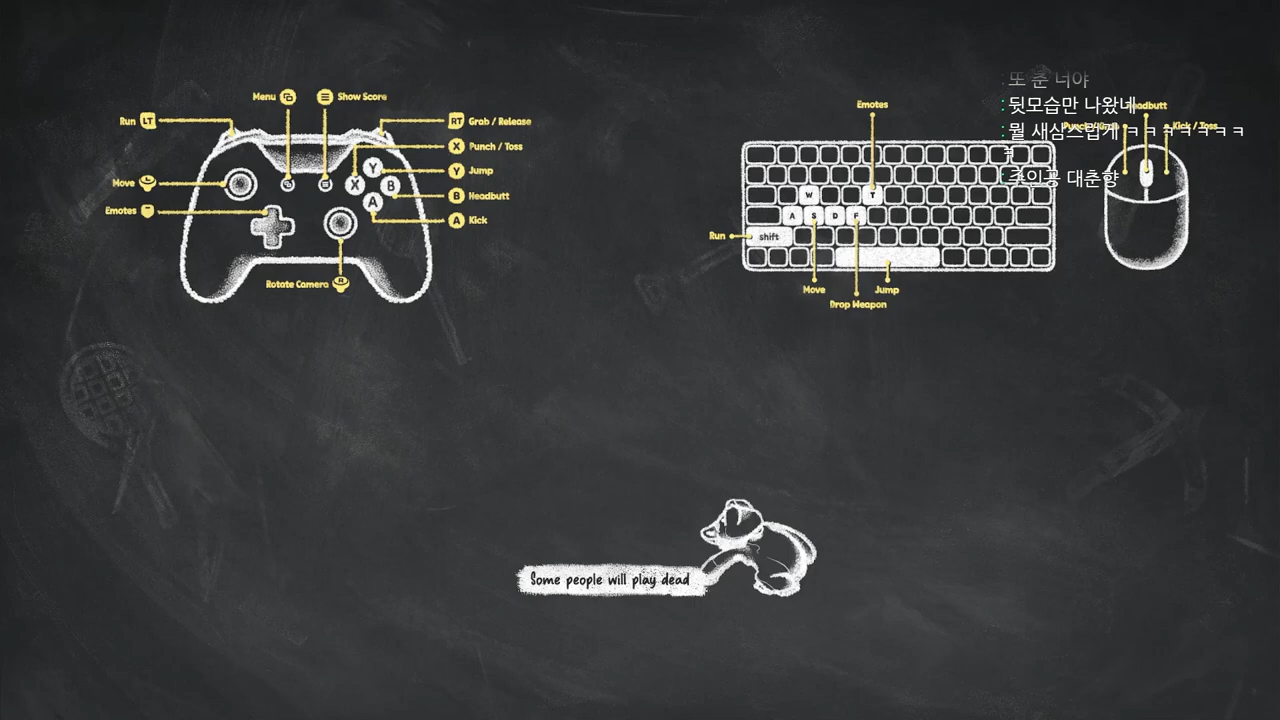 Menu
Show Score
Run LT
RT Grab / Release
X Punch / Toss
Y Jump
B Headbutt
A Kick
Move
Emotes
Y
X
B
A
Rotate Camera R
Emotes
W
T
A
S
D
F
shift
Run
Move
Jump
Drop Weapon
Headbutt
Kick / Toss
또 춘 너야
: 뒷모습만 나왔네
: 뭘 새삼스럽게 ㅋㅋㅋㅋㅋㅋㅋ
: 주인공 대춘향
Some people will play dead